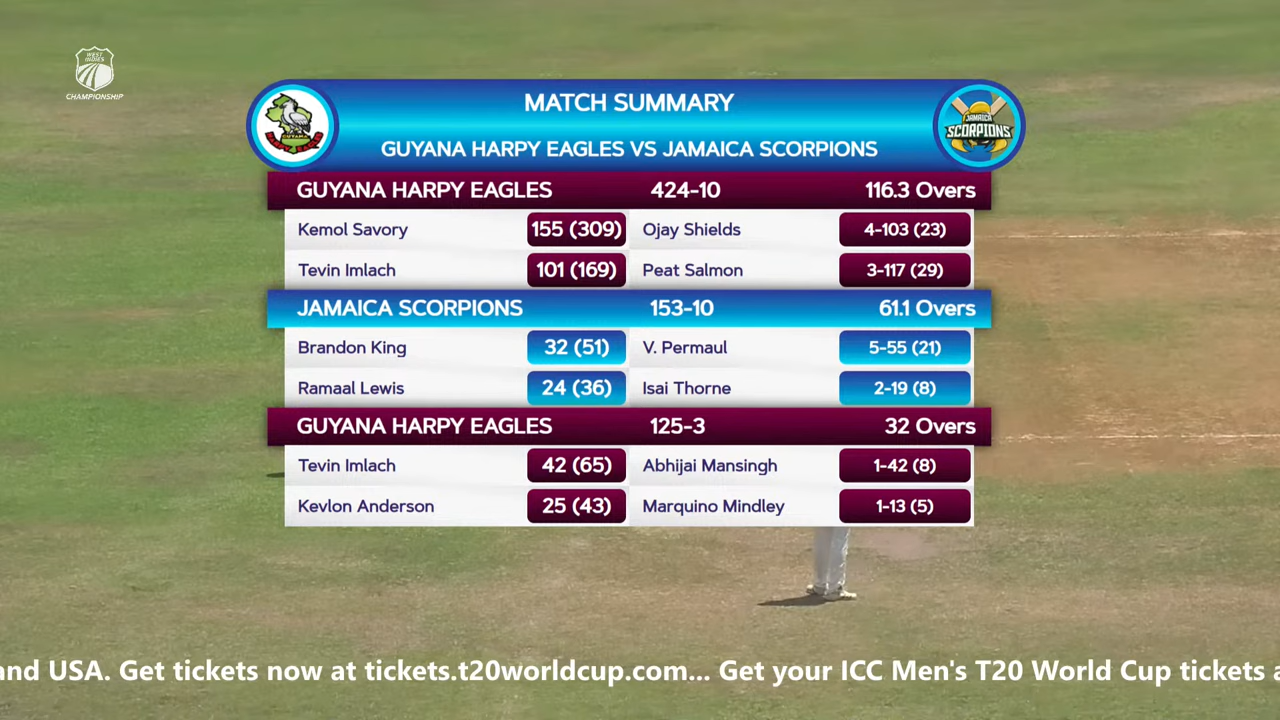 WEST
INDIES
CHAMPIONSHIP
MATCH SUMMARY
GUYANA HARPY EAGLES VS JAMAICA SCORPIONS
GUYANA
HARPY EAGLES
JAMAICA
SCORPIONS
GUYANA HARPY EAGLES 424-10 116.3 Overs
Kemol Savory 155 (309) Ojay Shields 4-103 (23)
Tevin Imlach 101 (169) Peat Salmon 3-117 (29)
JAMAICA SCORPIONS 153-10 61.1 Overs
Brandon King 32 (51) V. Permaul 5-55 (21)
Ramaal Lewis 24 (36) Isai Thorne 2-19 (8)
GUYANA HARPY EAGLES 125-3 32 Overs
Tevin Imlach 42 (65) Abhijai Mansingh 1-42 (8)
Kevlon Anderson 25 (43) Marquino Mindley 1-13 (5)
and USA. Get tickets now at tickets.t20worldcup.com... Get your ICC Men's T20 World Cup tickets a